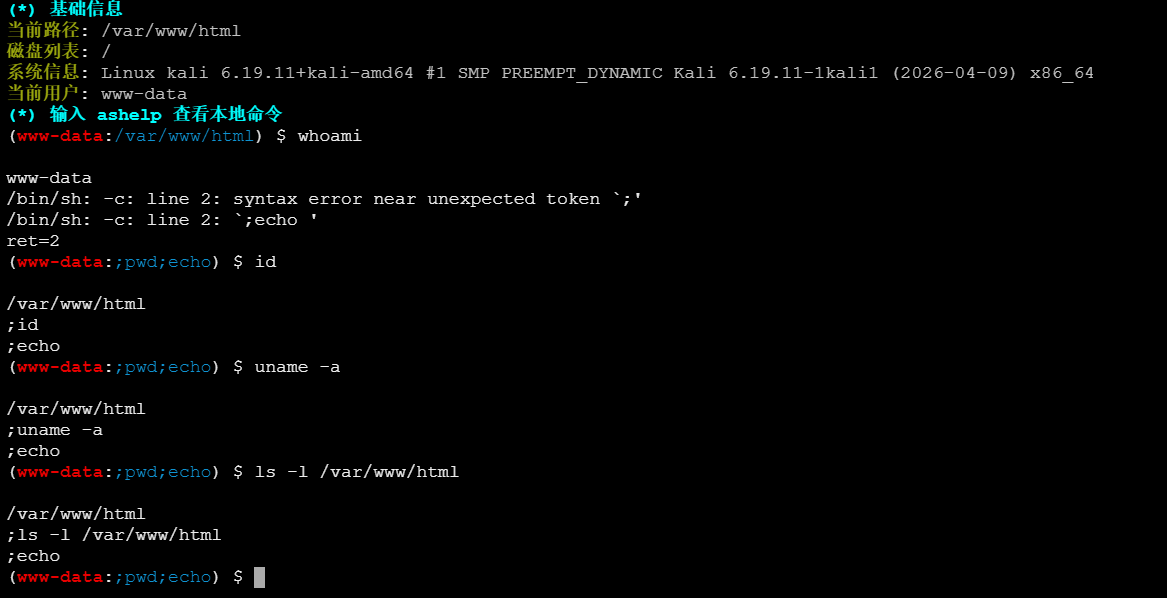 (*) 基础信息
当前路径: /var/www/html
磁盘列表: /
系统信息: Linux kali 6.19.11+kali-amd64 #1 SMP PREEMPT_DYNAMIC Kali 6.19.11-1kali1 (2026-04-09) x86_64
当前用户: www-data
(*) 输入 ashelp 查看本地命令
(www-data:/var/www/html) $ whoami
www-data
/bin/sh: -c: line 2: syntax error near unexpected token `;'
/bin/sh: -c: line 2: `;echo '
ret=2
(www-data:;pwd;echo) $ id
/var/www/html
;id
;echo
(www-data:;pwd;echo) $ uname -a
/var/www/html
;uname -a
;echo
(www-data:;pwd;echo) $ ls -l /var/www/html
/var/www/html
;ls -l /var/www/html
;echo
(www-data:;pwd;echo) $